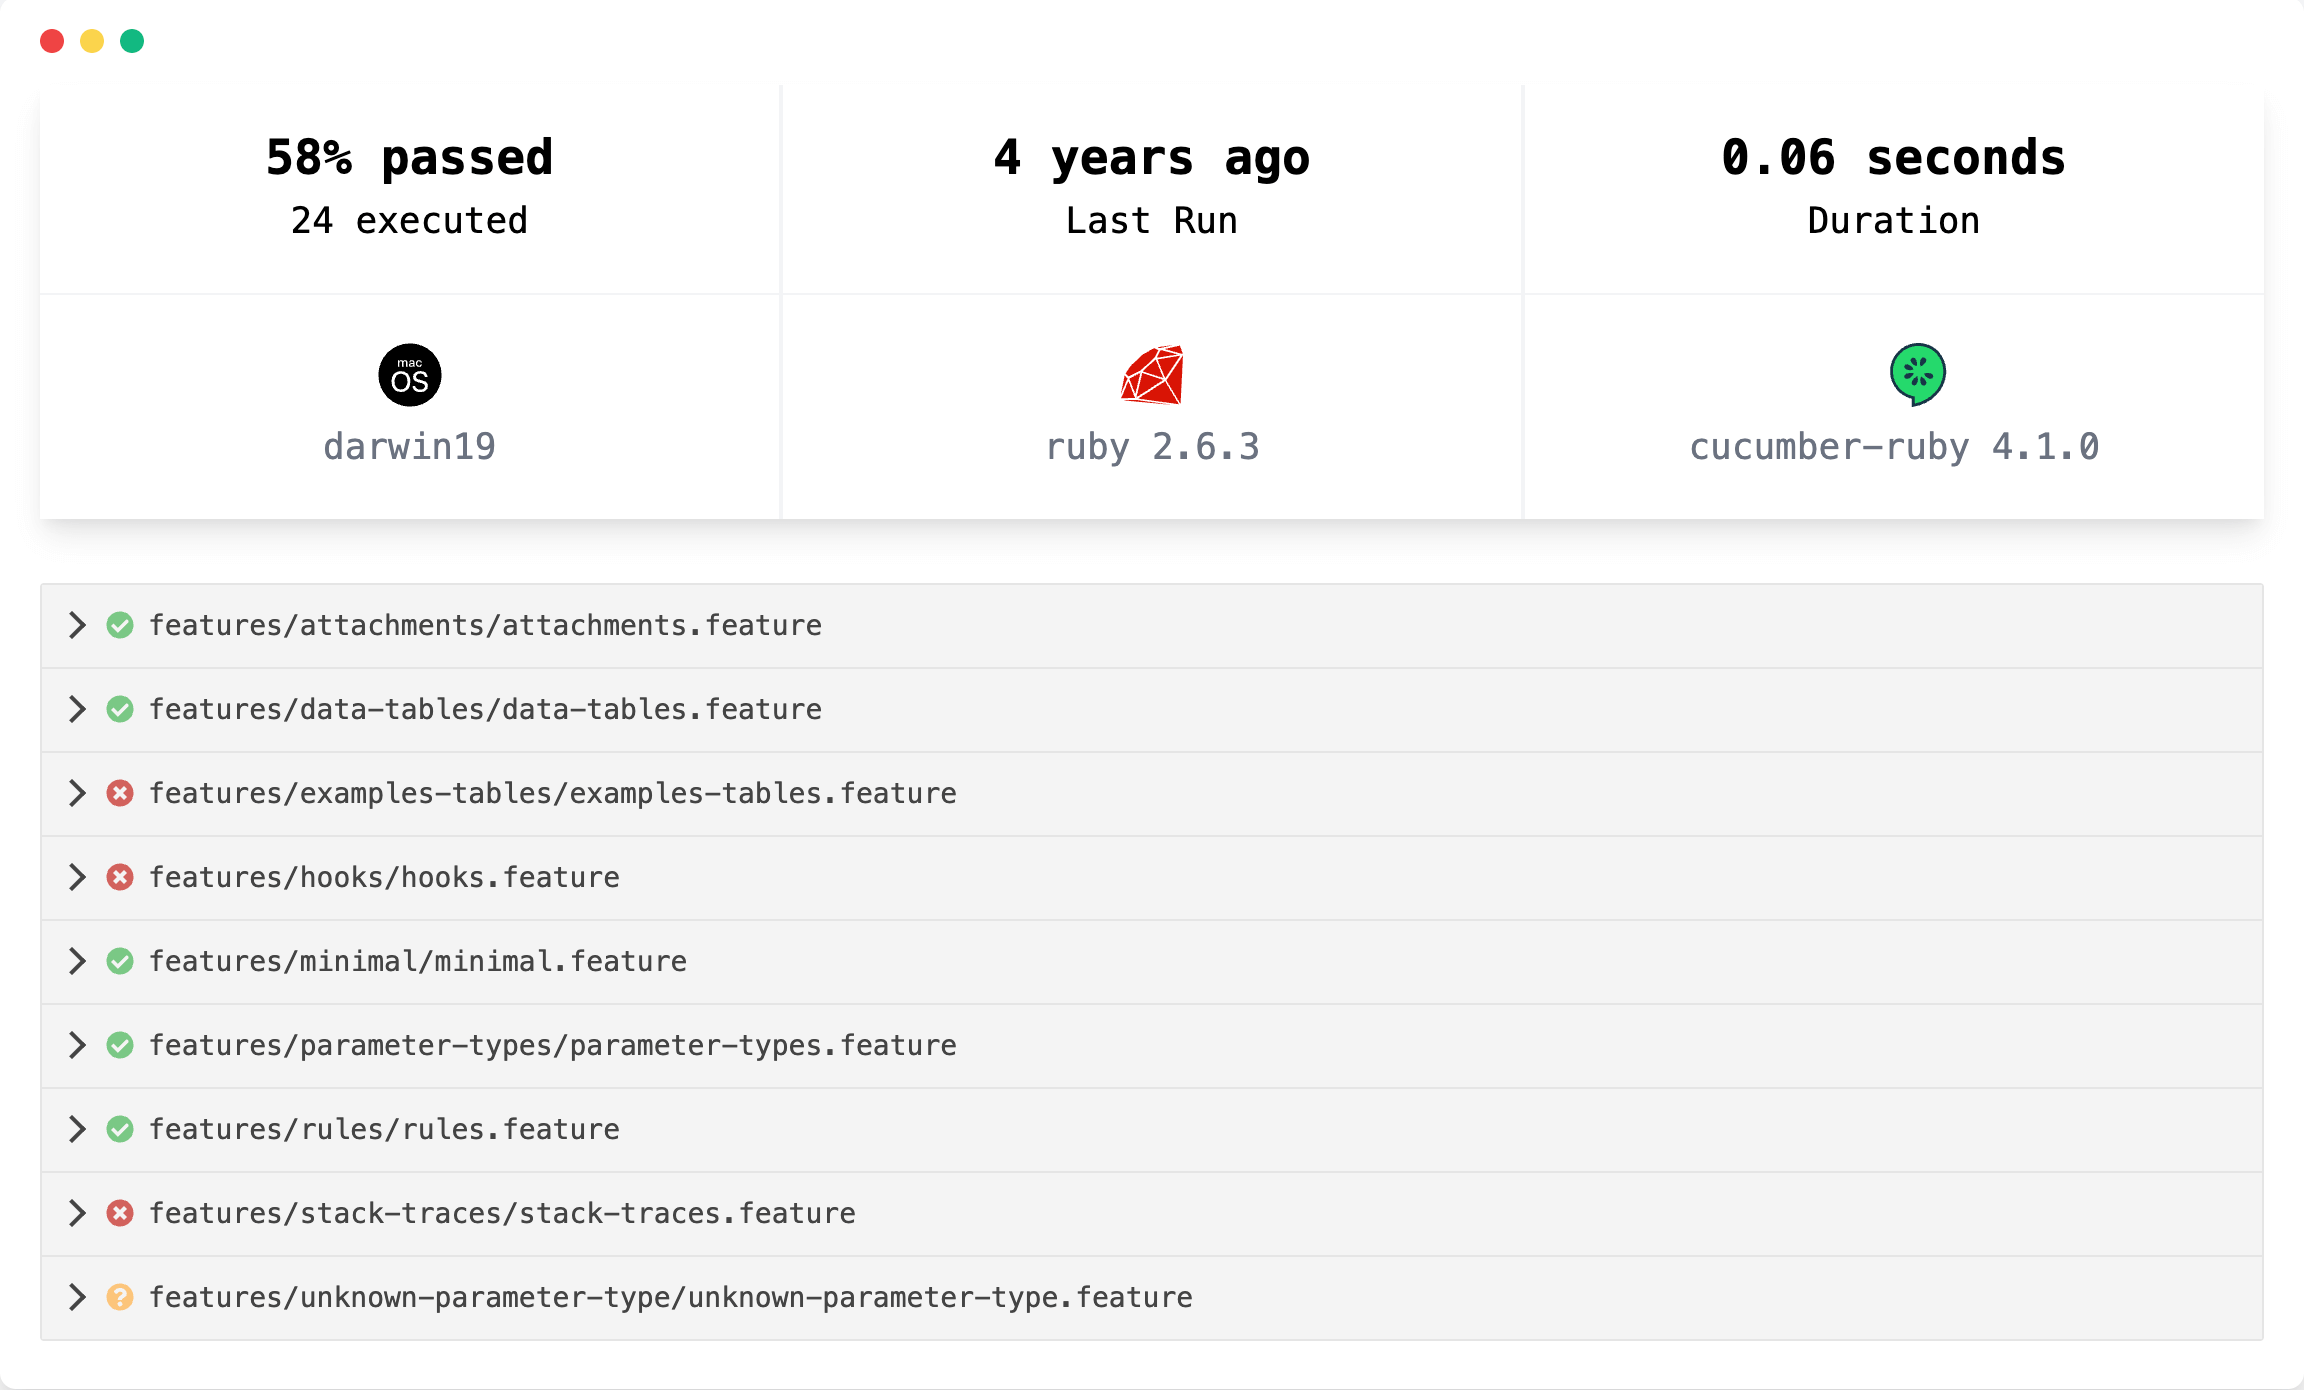 58% passed
24 executed
4 years ago
Last Run
0.06 seconds
Duration
mac
OS
darwin19
ruby 2.6.3
cucumber-ruby 4.1.0
features/attachments/attachments.feature
features/data-tables/data-tables.feature
features/examples-tables/examples-tables.feature
features/hooks/hooks.feature
features/minimal/minimal.feature
features/parameter-types/parameter-types.feature
features/rules/rules.feature
features/stack-traces/stack-traces.feature
features/unknown-parameter-type/unknown-parameter-type.feature